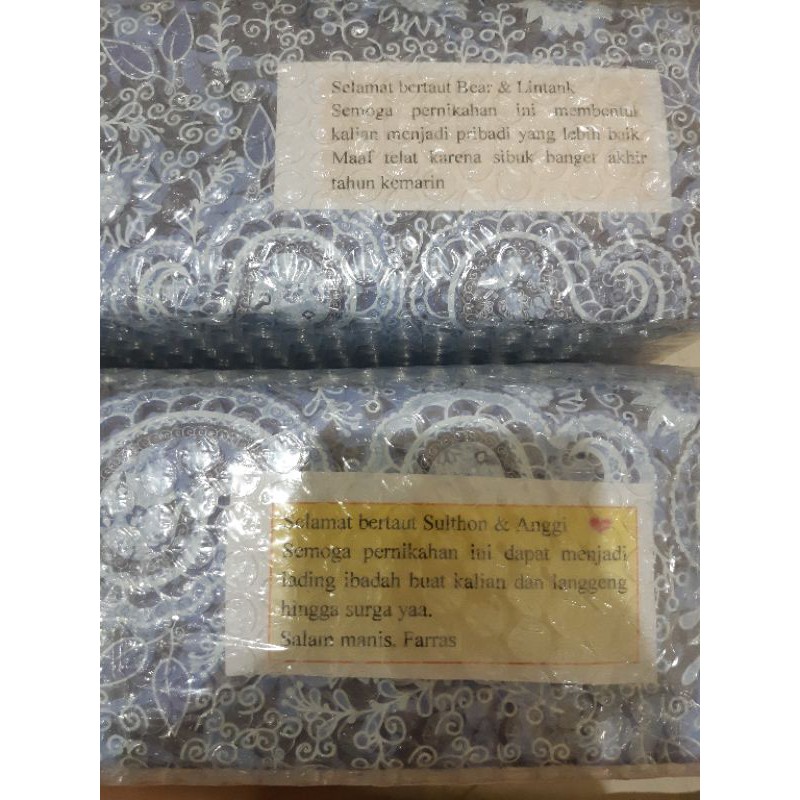 Selamat bertaut Bear & Lintank
Semoga pernikahan ini membentuk
kalian menjadi pribadi yang lebih baik.
Maaf telat karena sibuk banget akhir
tahun kemarin
Selamat bertaut Sulthon & Anggi
Semoga pernikahan ini dapat menjadi
lading ibadah buat kalian dan langgeng
hingga surga yaa.
Salam manis. Farras